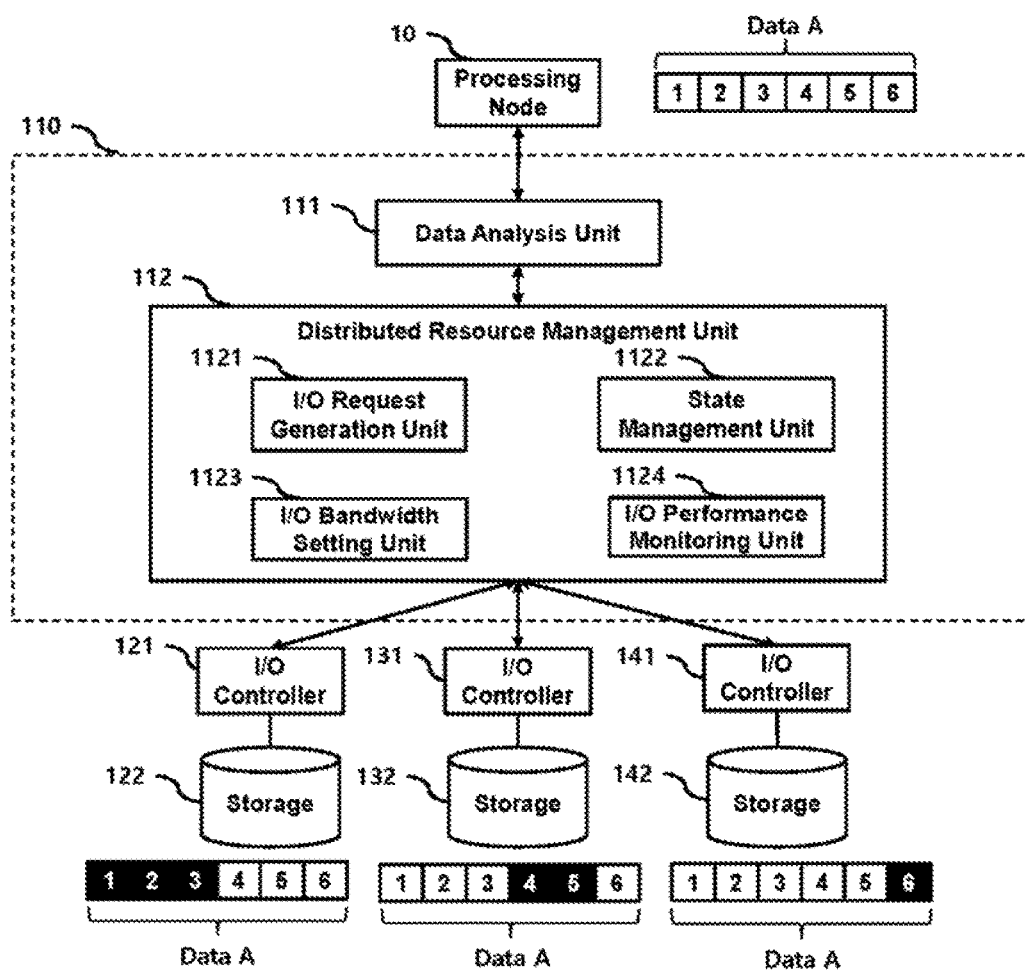 10
Data A
Processing
Node
1 2 3 4 5 6
110
111
Data Analysis Unit
112
Distributed Resource Management Unit
1121
1122
I/O Request
Generation Unit
State
Management Unit
1123
1124
I/O Bandwidth
Setting Unit
I/O Performance
Monitoring Unit
121
131
141
I/O
Controller
I/O
Controller
I/O
Controller
122
132
142
Storage
Storage
Storage
1 2 3 4 5 6
1 2 3 4 5 6
1 2 3 4 5 6
Data A
Data A
Data A